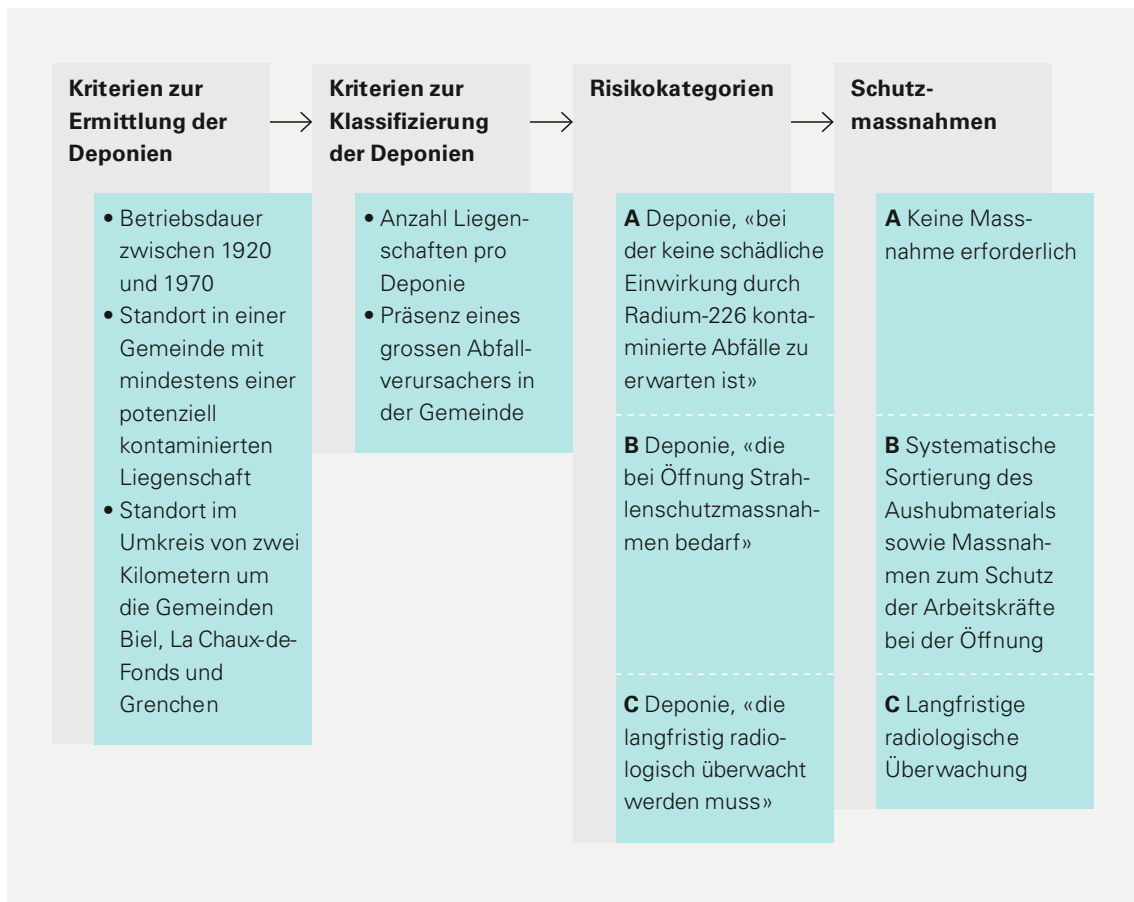 Kriterien zur
Ermittlung der
Deponien
• Betriebsdauer
zwischen 1920
und 1970
• Standort in einer
Gemeinde mit
mindestens einer
potenziell
kontaminierten
Liegenschaft
• Standort im
Umkreis von zwei
Kilometern um
die Gemeinden
Biel, La Chaux-de-
Fonds und
Grenchen
Kriterien zur
Klassifizierung
der Deponien
• Anzahl Liegen-
schaften pro
Deponie
• Präsenz eines
grossen Abfall-
verursachers in
der Gemeinde
Risikokategorien
A Deponie, «bei
der keine schädliche
Einwirkung durch
Radium-226 konta-
minierte Abfälle zu
erwarten ist»
B Deponie, «die
bei Öffnung Strah-
lenschutzmassnah-
men bedarf»
C Deponie, «die
langfristig radio-
logisch überwacht
werden muss»
Schutz-
massnahmen
A Keine Mass-
nahme erforderlich
B Systematische
Sortierung des
Aushubmaterials
sowie Massnah-
men zum Schutz
der Arbeitskräfte
bei der Öffnung
C Langfristige
radiologische
Überwachung